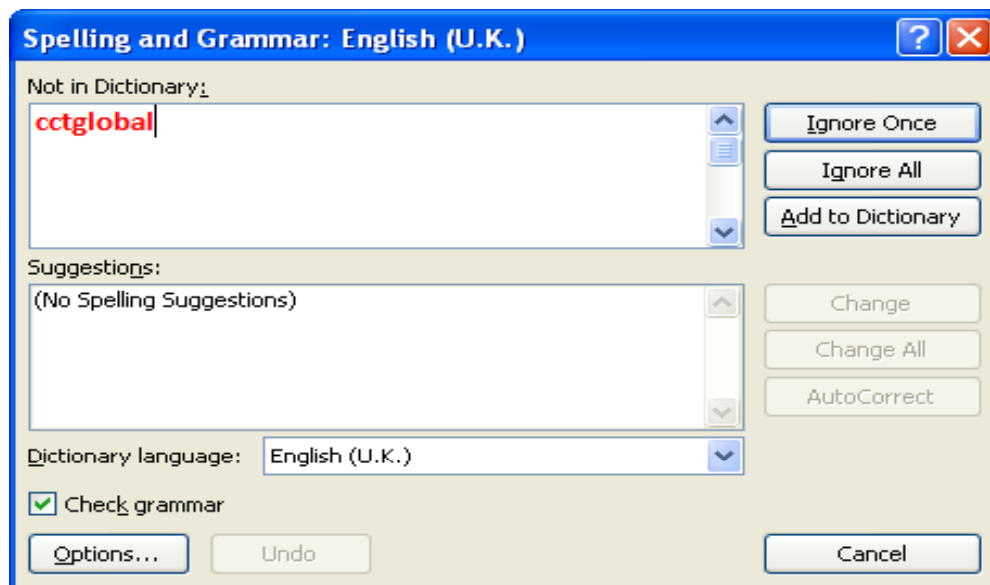 Spelling and Grammar: English (U.K.)
Not in Dictionary:
cctglobal
Ignore Once
Ignore All
Add to Dictionary
Suggestions:
(No Spelling Suggestions)
Change
Change All
AutoCorrect
Dictionary language: English (U.K.)
Check grammar
Options... Undo Cancel